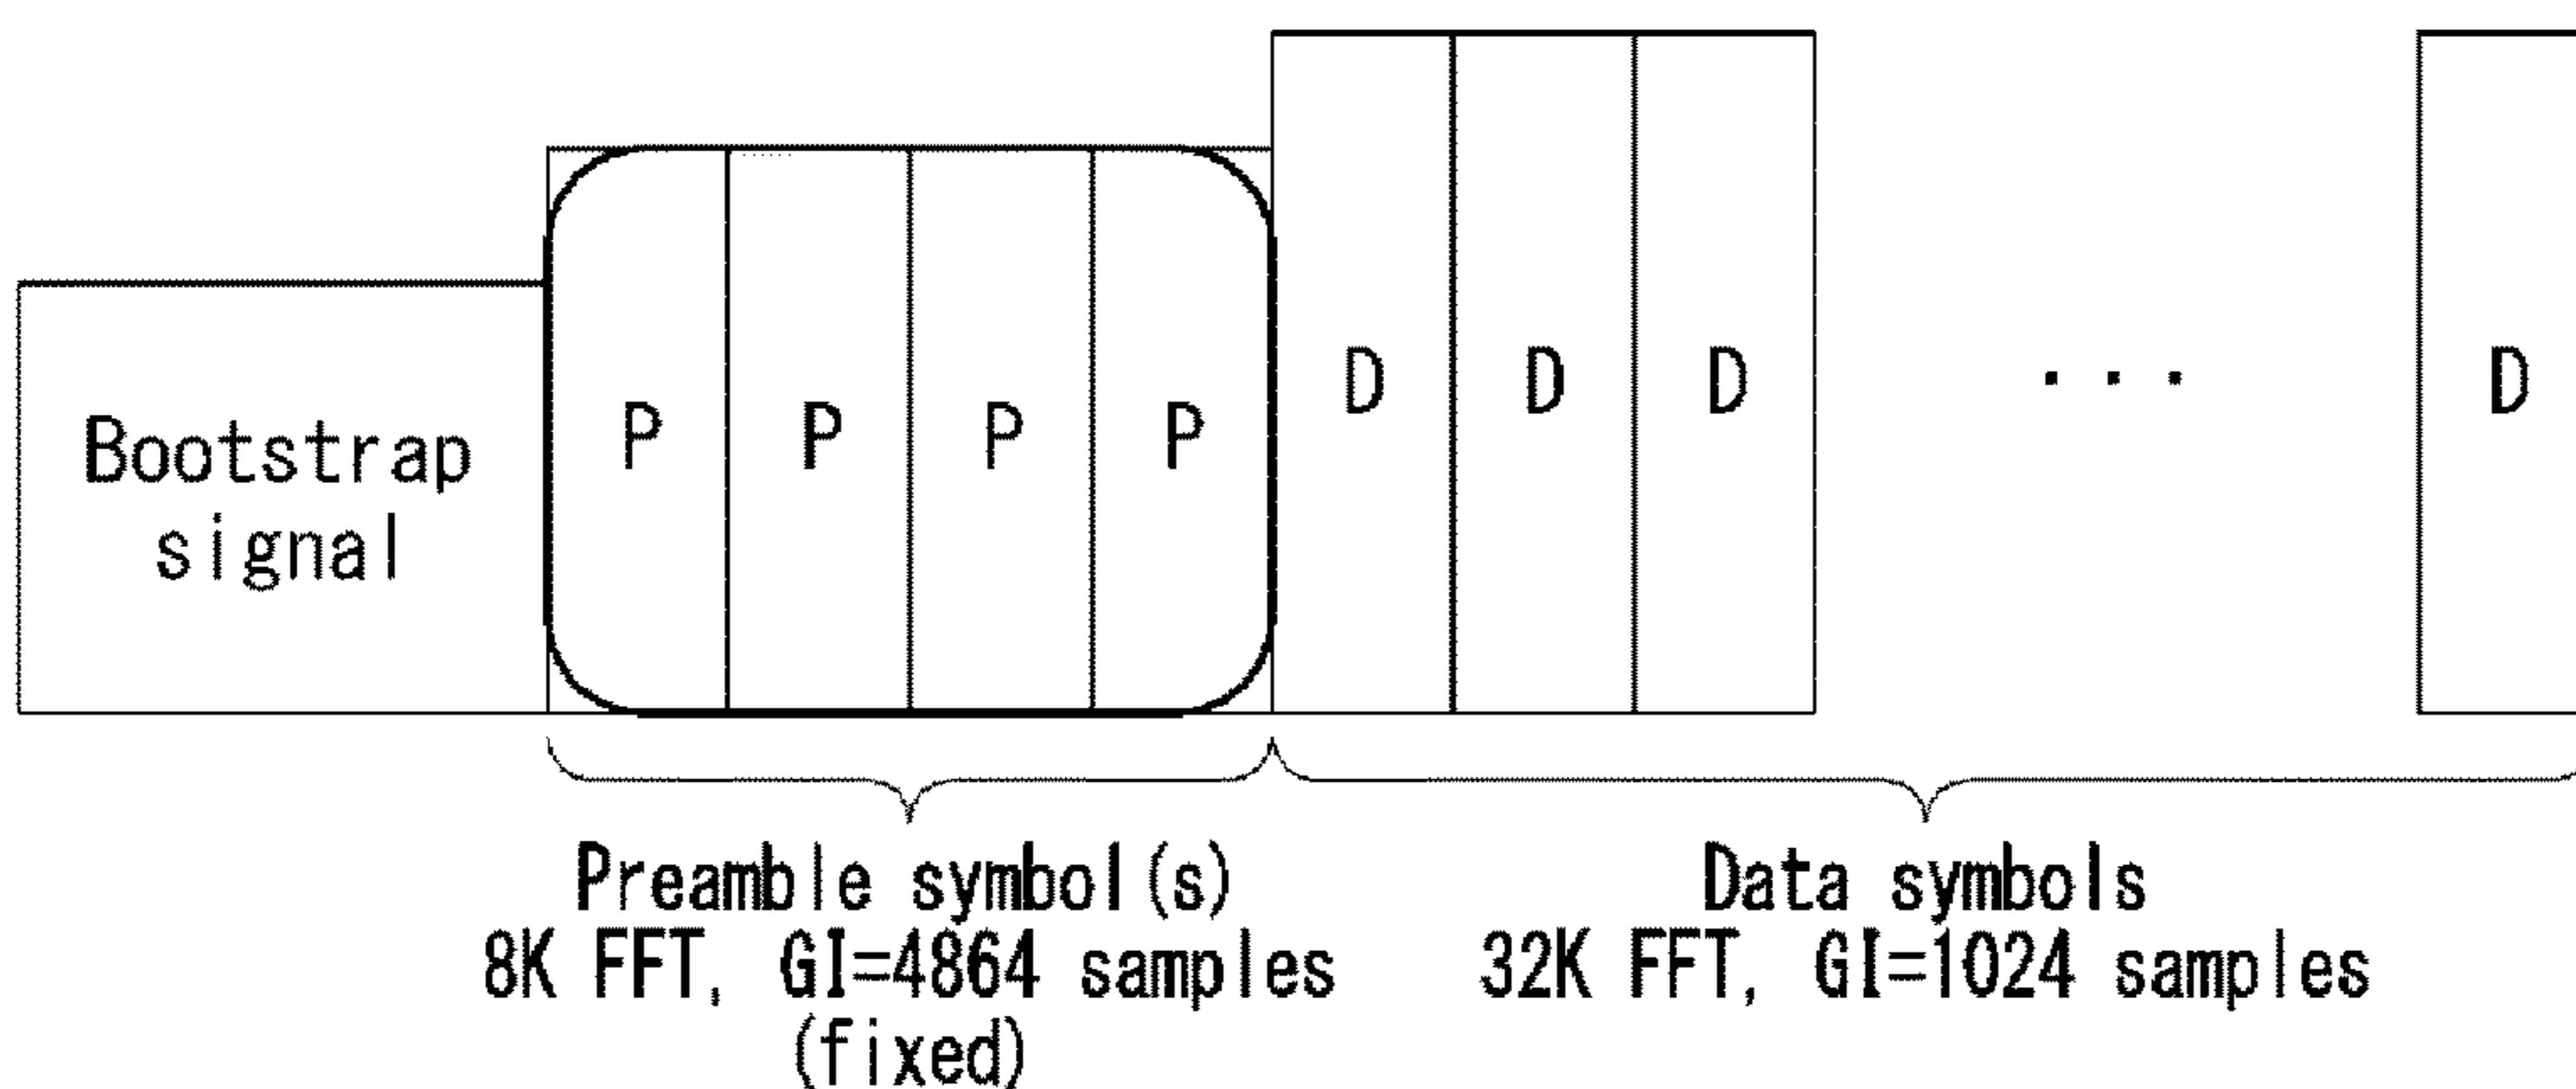 Bootstrap
signal
P P P P D D D ··· D
Preamble symbol(s)
8K FFT, GI=4864 samples
(fixed)
Data symbols
32K FFT, GI=1024 samples